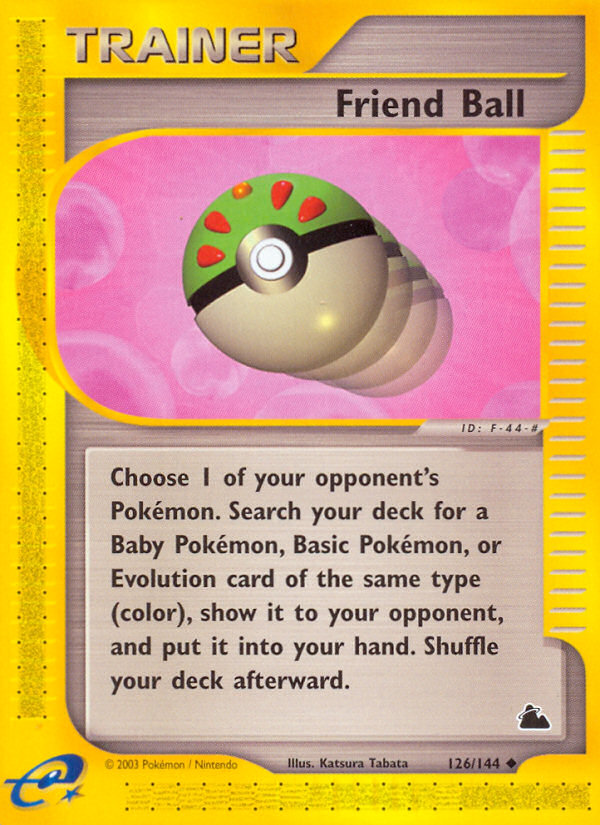 TRAINER
Friend Ball
ID: F-44-#
Choose 1 of your opponent's
Pokémon. Search your deck for a
Baby Pokémon, Basic Pokémon, or
Evolution card of the same type
(color), show it to your opponent,
and put it into your hand. Shuffle
your deck afterward.
© 2003 Pokémon / Nintendo
Illus. Katsura Tabata
126/144 ◆